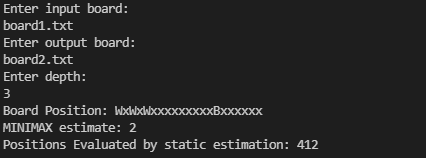 Enter input board:
board1.txt
Enter output board:
board2.txt
Enter depth:
3
Board Position: WxWxWxxxxxxxxxBxxxxxx
MINIMAX estimate: 2
Positions Evaluated by static estimation: 412